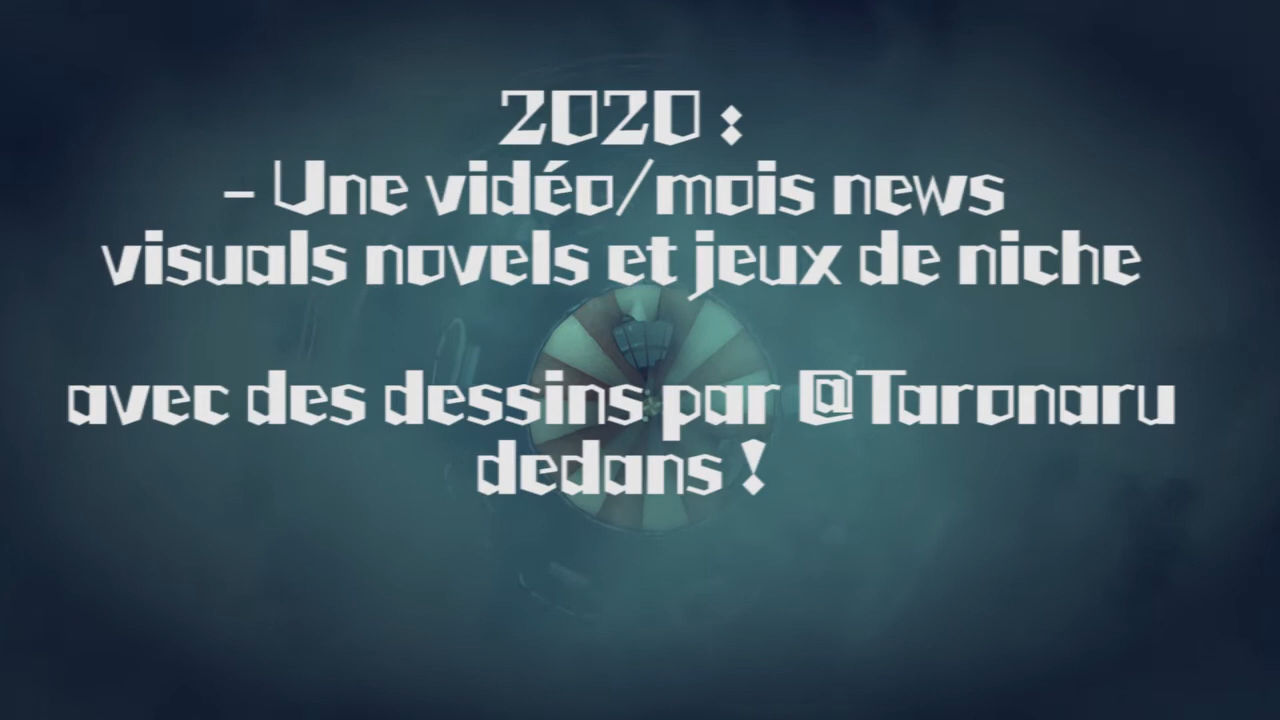 2020 :
- Une vidéo/mois news
visuals novels et jeux de niche
avec des dessins par @Taronaru
dedans !